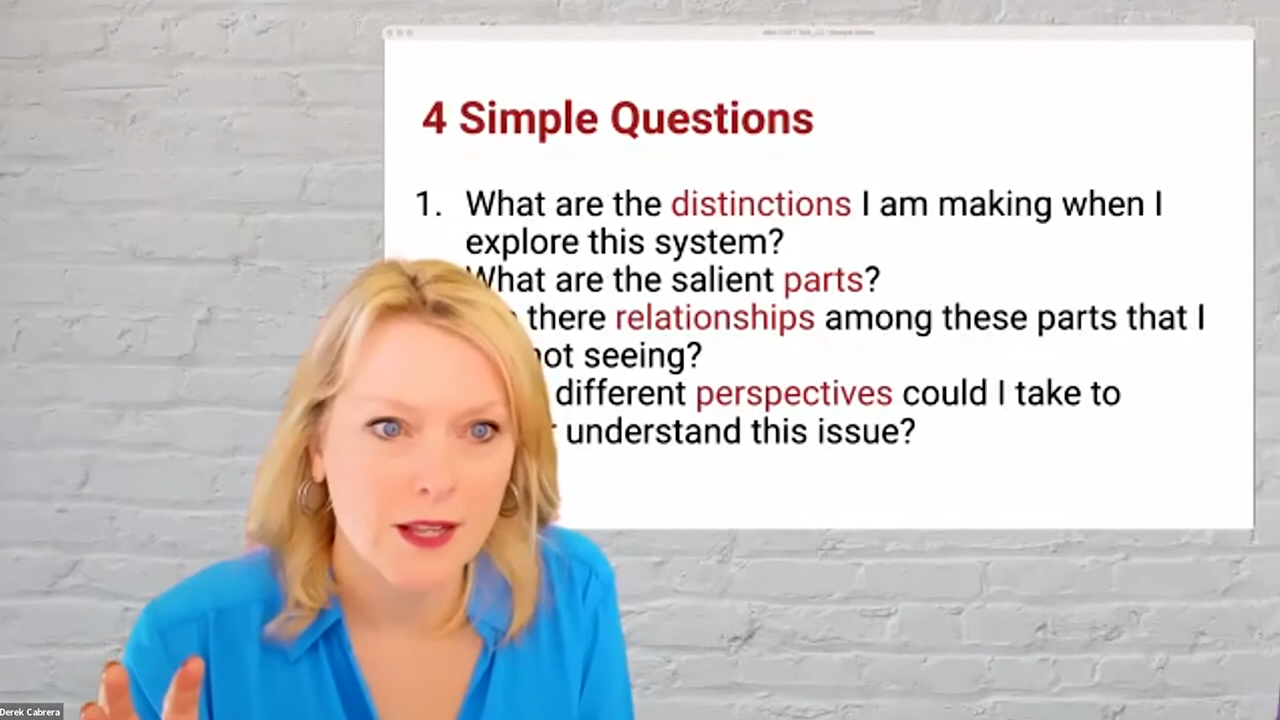 4 Simple Questions
1. What are the distinctions I am making when I
explore this system?
What are the salient parts?
there relationships among these parts that I
not seeing?
different perspectives could I take to
understand this issue?
Derek Cabrera